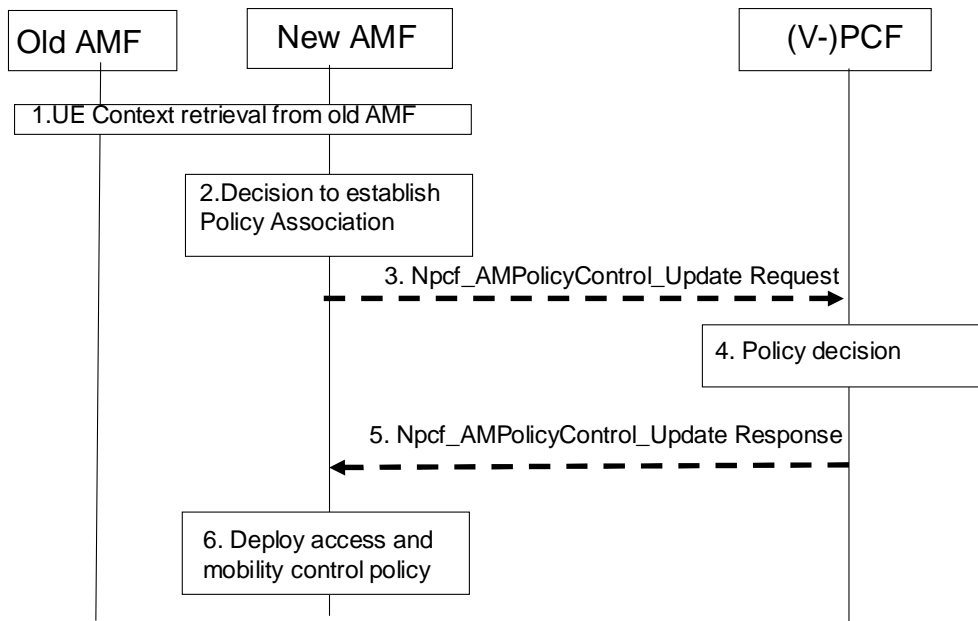 Old AMF
New AMF
(V-)PCF
1.UE Context retrieval from old AMF
2.Decision to establish
Policy Association
3. Npcf_AMPolicyControl_Update Request
4. Policy decision
5. Npcf_AMPolicyControl_Update Response
6. Deploy access and
mobility control policy